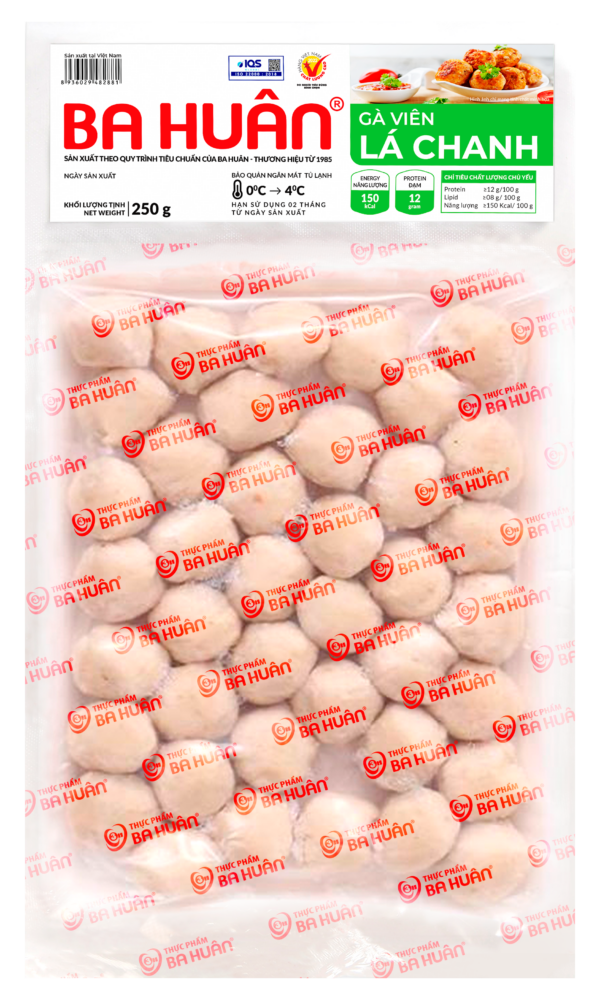 Sản xuất tại Việt Nam
8 936029 482881
IQS
ISO 22000 : 2018
BA HUÂN®
SẢN XUẤT THEO QUY TRÌNH TIÊU CHUẨN CỦA BA HUÂN - THƯƠNG HIỆU TỪ 1985
NGÀY SẢN XUẤT
BẢO QUẢN NGĂN MÁT TỦ LẠNH
0°C → 4°C
HẠN SỬ DỤNG 02 THÁNG
TỪ NGÀY SẢN XUẤT
KHỐI LƯỢNG TỊNH
NET WEIGHT
250 g
GÀ VIÊN
LÁ CHANH
ENERGY
NĂNG LƯỢNG
150
kCal
PROTEIN
ĐẠM
12
gram
CHỈ TIÊU CHẤT LƯỢNG CHỦ YẾU
Protein ≥12 g/100 g
Lipid ≥08 g/ 100 g
Năng lượng ≥150 Kcal/ 100 g
THỰC PHẨM
BA HUÂN®